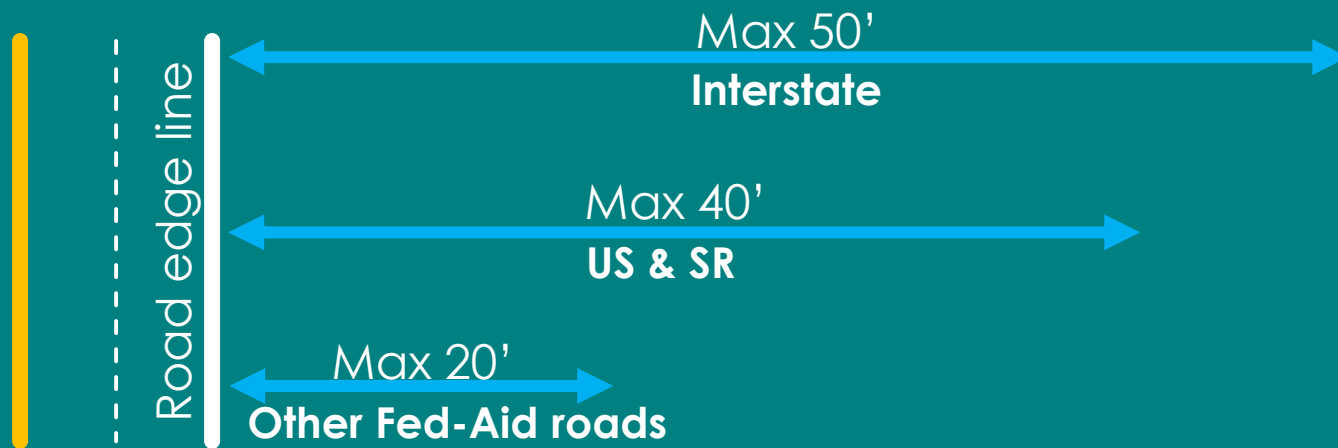 Road edge line
Max 50’
Interstate
Max 40’
US & SR
Max 20’
Other Fed-Aid roads